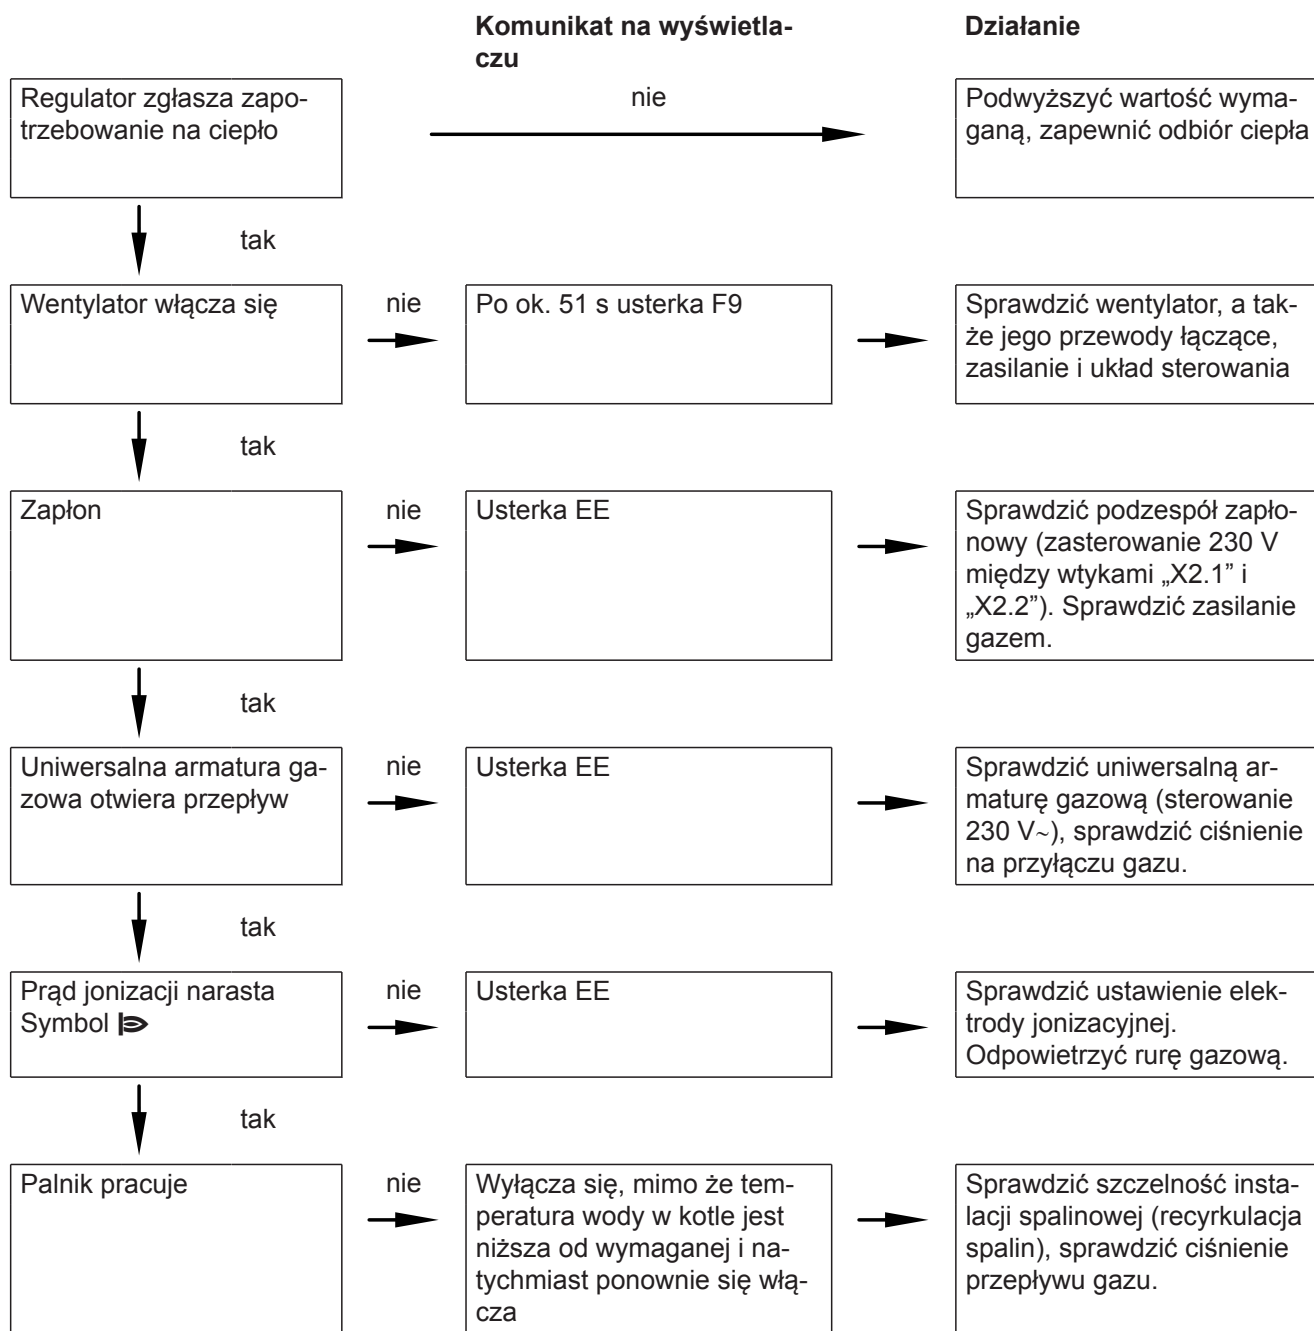 Komunikat na wyświetla-
czu
Działanie
Regulator zgłasza zapo-
trzebowanie na ciepło
nie
Podwyższyć wartość wyma-
ganą, zapewnić odbiór ciepła
tak
Wentylator włącza się
nie
Po ok. 51 s usterka F9
Sprawdzić wentylator, a tak-
że jego przewody łączące,
zasilanie i układ sterowania
tak
Zapłon
nie
Usterka EE
Sprawdzić podzespół zapło-
nowy (zasterowanie 230 V
między wtykami „X2.1” i
„X2.2”). Sprawdzić zasilanie
gazem.
tak
Uniwersalna armatura ga-
zowa otwiera przepływ
nie
Usterka EE
Sprawdzić uniwersalną ar-
maturę gazową (sterowanie
230 V~), sprawdzić ciśnienie
na przyłączu gazu.
tak
Prąd jonizacji narasta
Symbol
nie
Usterka EE
Sprawdzić ustawienie elek-
trody jonizacyjnej.
Odpowietrzyć rurę gazową.
tak
Palnik pracuje
nie
Wyłącza się, mimo że tem-
peratura wody w kotle jest
niższa od wymaganej i na-
tychmiast ponownie się włą-
cza
Sprawdzić szczelność insta-
lacji spalinowej (recyrkulacja
spalin), sprawdzić ciśnienie
przepływu gazu.